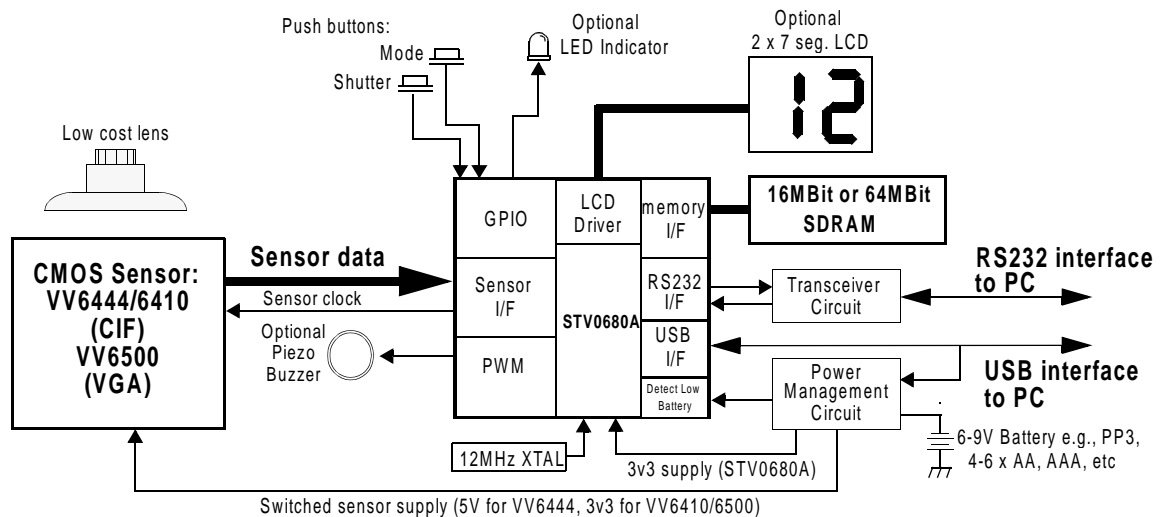 Push buttons:
Mode
Shutter
Optional
LED Indicator
Optional
2 x 7 seg. LCD
12
Low cost lens
GPIO
LCD
Driver
memory
I/F
16MBit or 64MBit
SDRAM
CMOS Sensor:
VV6444/6410
(CIF)
VV6500
(VGA)
Sensor data
Sensor clock
Sensor
I/F
STV0680A
RS232
I/F
Transceiver
Circuit
RS232 interface
to PC
Optional
Piezo
Buzzer
PWM
USB
I/F
USB interface
to PC
Detect Low
Battery
Power
Management
Circuit
6-9V Battery e.g., PP3,
4-6 x AA, AAA, etc
12MHz XTAL
3v3 supply (STV0680A)
Switched sensor supply (5V for VV6444, 3v3 for VV6410/6500)